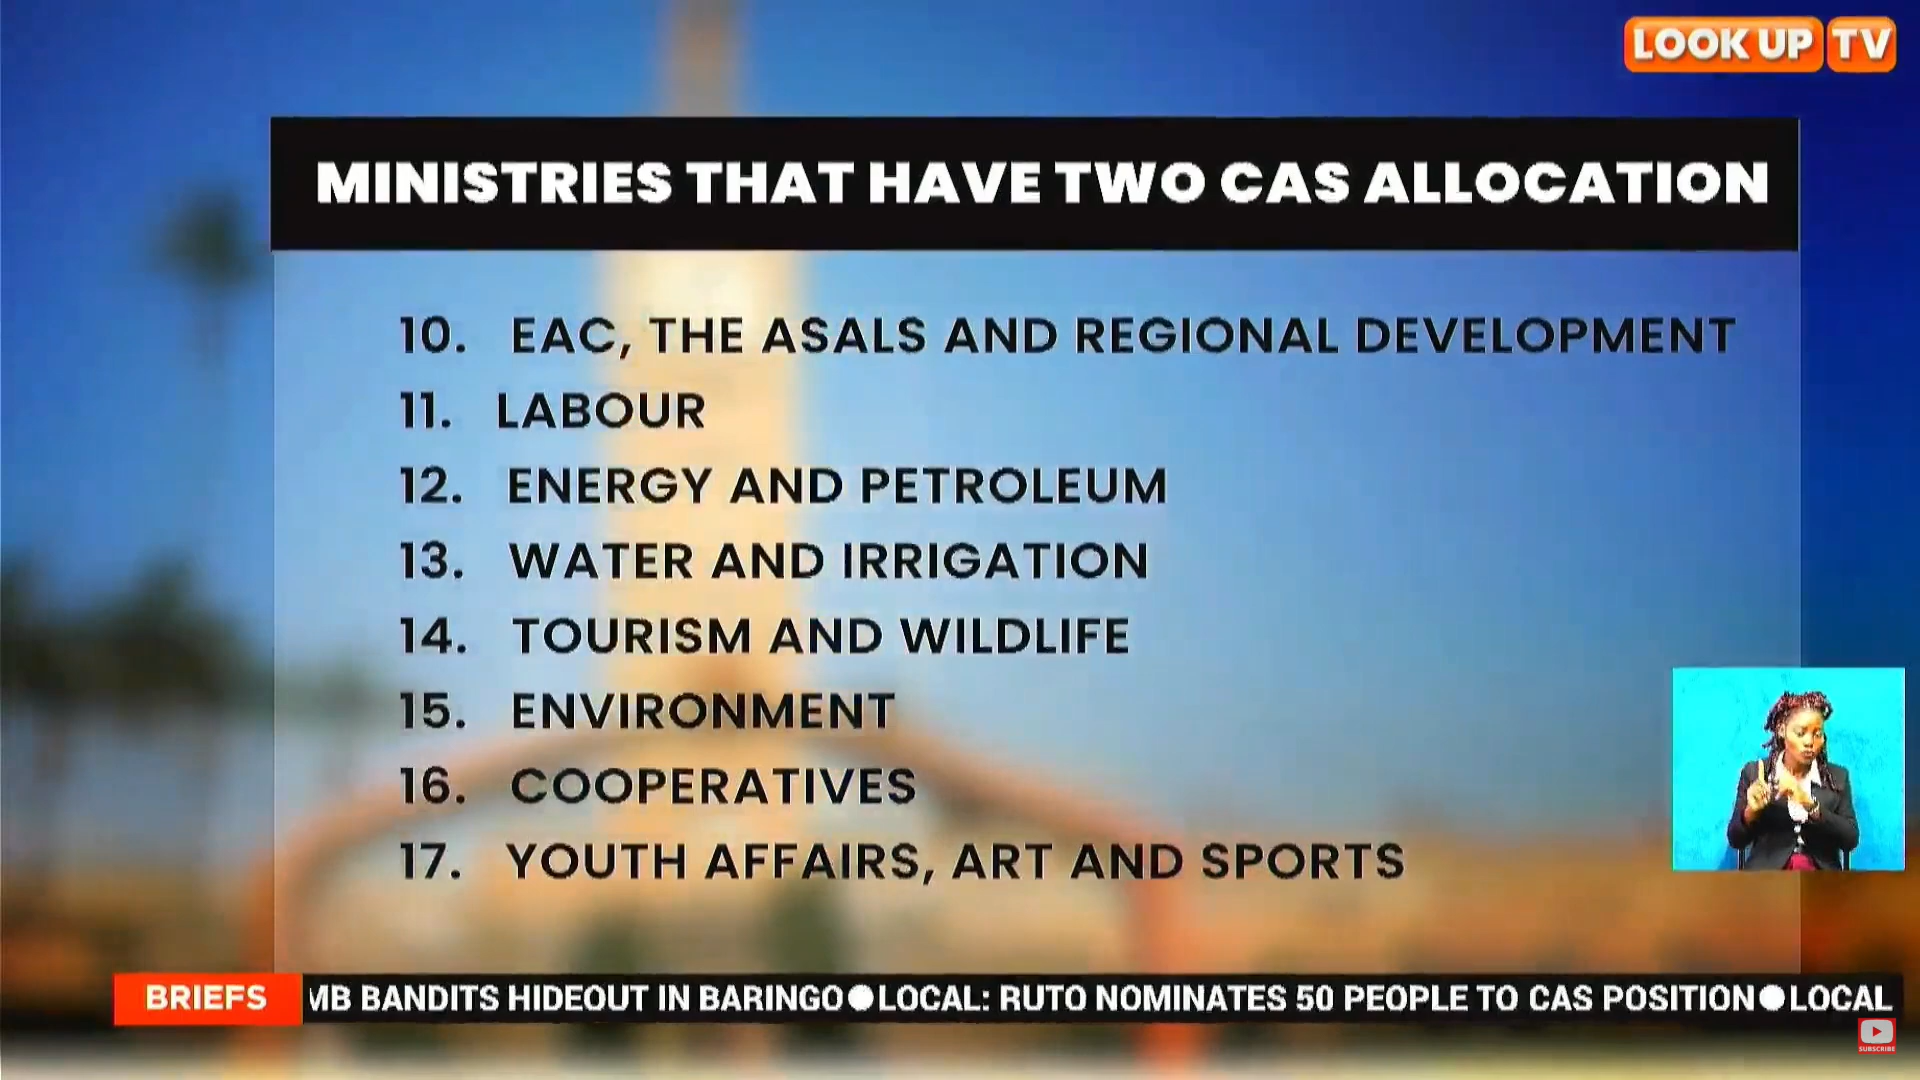 LOOK UP TV
MINISTRIES THAT HAVE TWO CAS ALLOCATION
10. EAC, THE ASALS AND REGIONAL DEVELOPMENT
11. LABOUR
12. ENERGY AND PETROLEUM
13. WATER AND IRRIGATION
14. TOURISM AND WILDLIFE
15. ENVIRONMENT
16. COOPERATIVES
17. YOUTH AFFAIRS, ART AND SPORTS
BRIEFS
MB BANDITS HIDEOUT IN BARINGO●LOCAL: RUTO NOMINATES 50 PEOPLE TO CAS POSITION●LOCAL
SUBSCRIBE